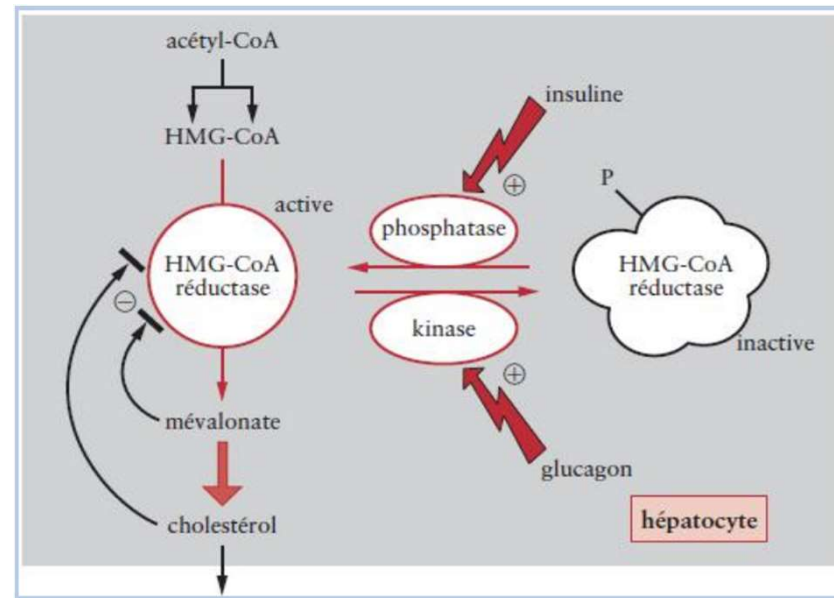 acétyl-CoA
HMG-CoA
active
HMG-CoA
réductase
⊖
mévalonate
cholestérol
insuline
⊕
phosphatase
kinase
⊕
glucagon
P
HMG-CoA
réductase
inactive
hépatocyte